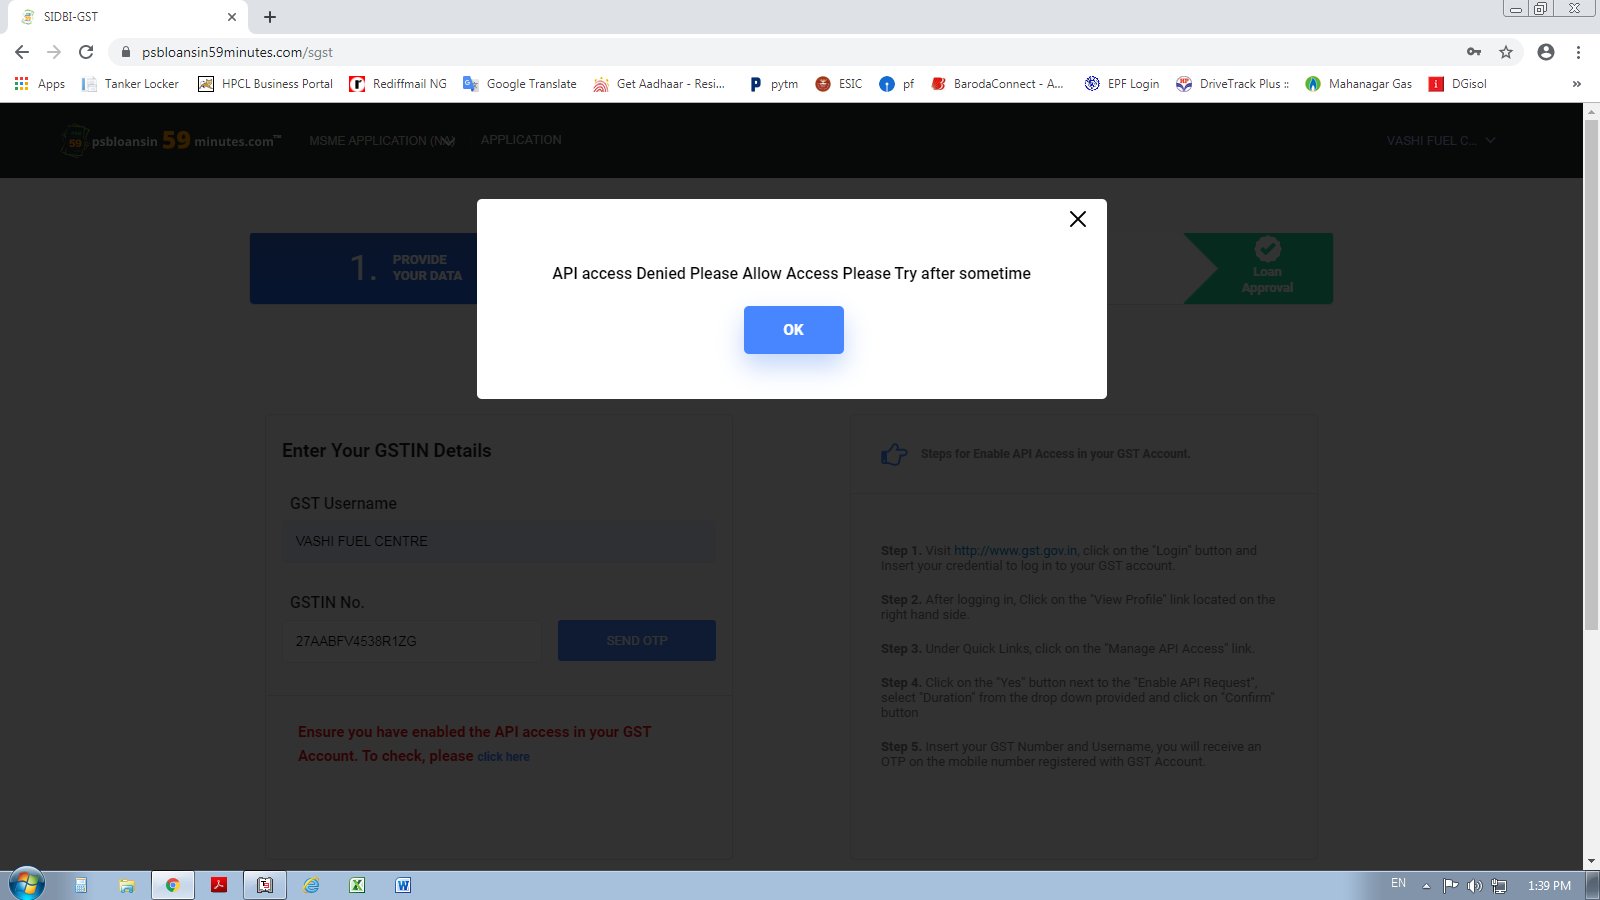 SIDBI-GST
psbloansin59minutes.com/sgst
Apps Tanker Locker HPCL Business Portal Rediffmail NG Google Translate Get Aadhaar - Resi... pytm ESIC pf BarodaConnect - A... EPF Login DriveTrack Plus :: Mahanagar Gas DGisol »
psbloansin 59 minutes.com™ MSME APPLICATION (NA) APPLICATION VASHI FUEL C...
1. PROVIDE
YOUR DATA
Loan
Approval
API access Denied Please Allow Access Please Try after sometime
OK
Enter Your GSTIN Details
GST Username
VASHI FUEL CENTRE
GSTIN No.
27AABFV4538R1ZG SEND OTP
Ensure you have enabled the API access in your GST
Account. To check, please click here
Steps for Enable API Access in your GST Account.
Step 1. Visit http://www.gst.gov.in, click on the "Login" button and
Insert your credential to log in to your GST account.
Step 2. After logging in, Click on the "View Profile" link located on the
right hand side.
Step 3. Under Quick Links, click on the "Manage API Access" link.
Step 4. Click on the "Yes" button next to the "Enable API Request",
select "Duration" from the drop down provided and click on "Confirm"
button
Step 5. Insert your GST Number and Username, you will receive an
OTP on the mobile number registered with GST Account.
EN 1:39 PM